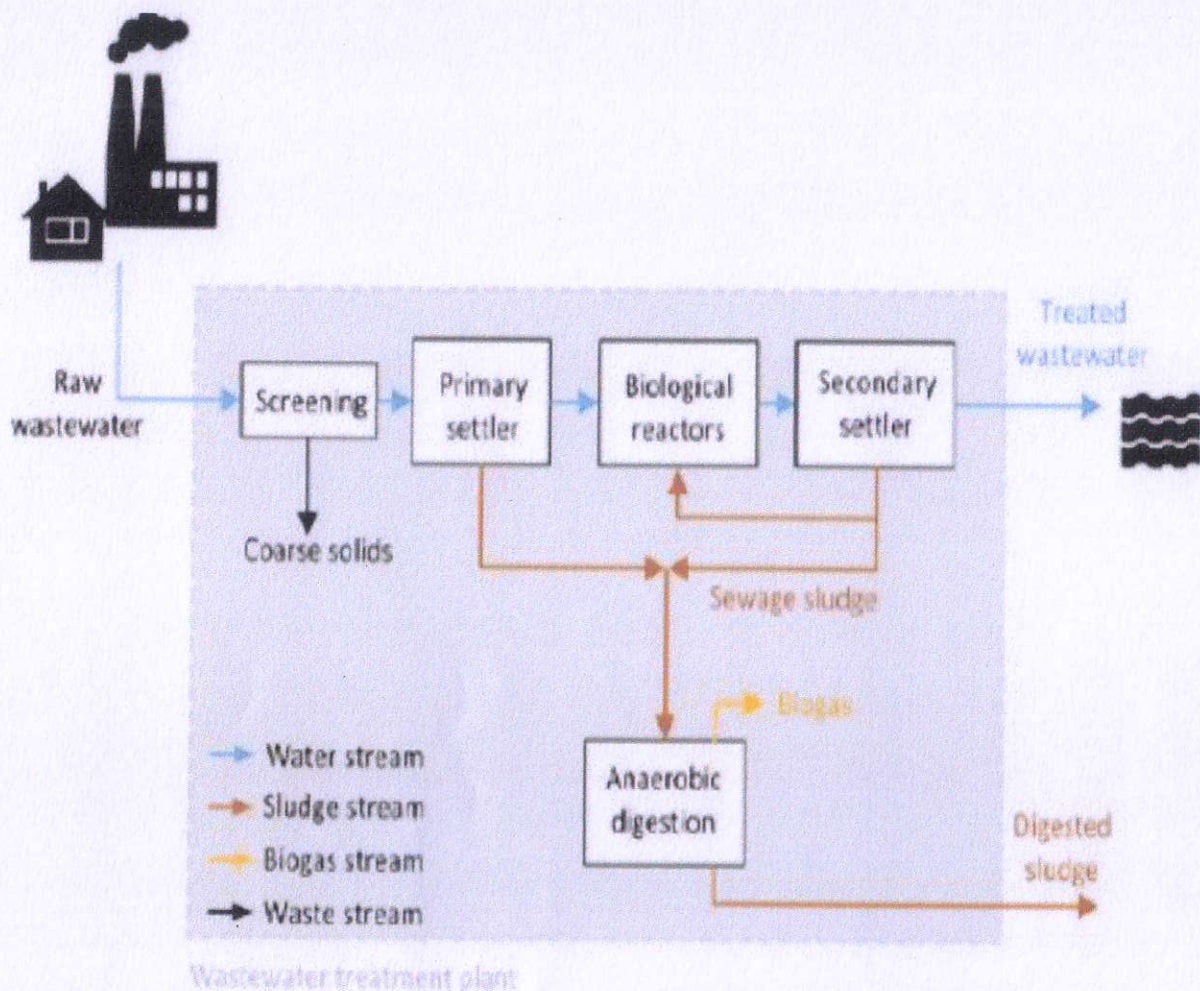 Treated
wastewater
Raw
wastewater
Screening
Primary
settler
Biological
reactors
Secondary
settler
Coarse solids
Sewage sludge
Biogas
Water stream
Sludge stream
Biogas stream
Waste stream
Anaerobic
digestion
Digested
sludge
Wastewater treatment plant